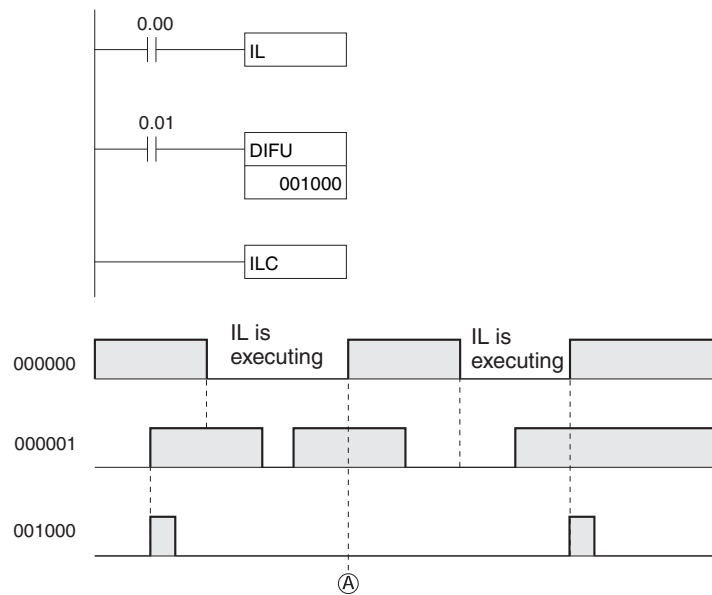 0.00
IL
0.01
DIFU
001000
ILC
IL is
executing
IL is
executing
000000
000001
001000
Ⓐ